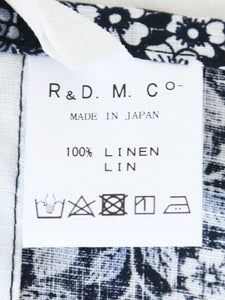 R & D. M. Co-
MADE IN JAPAN
100% LINEN
LIN